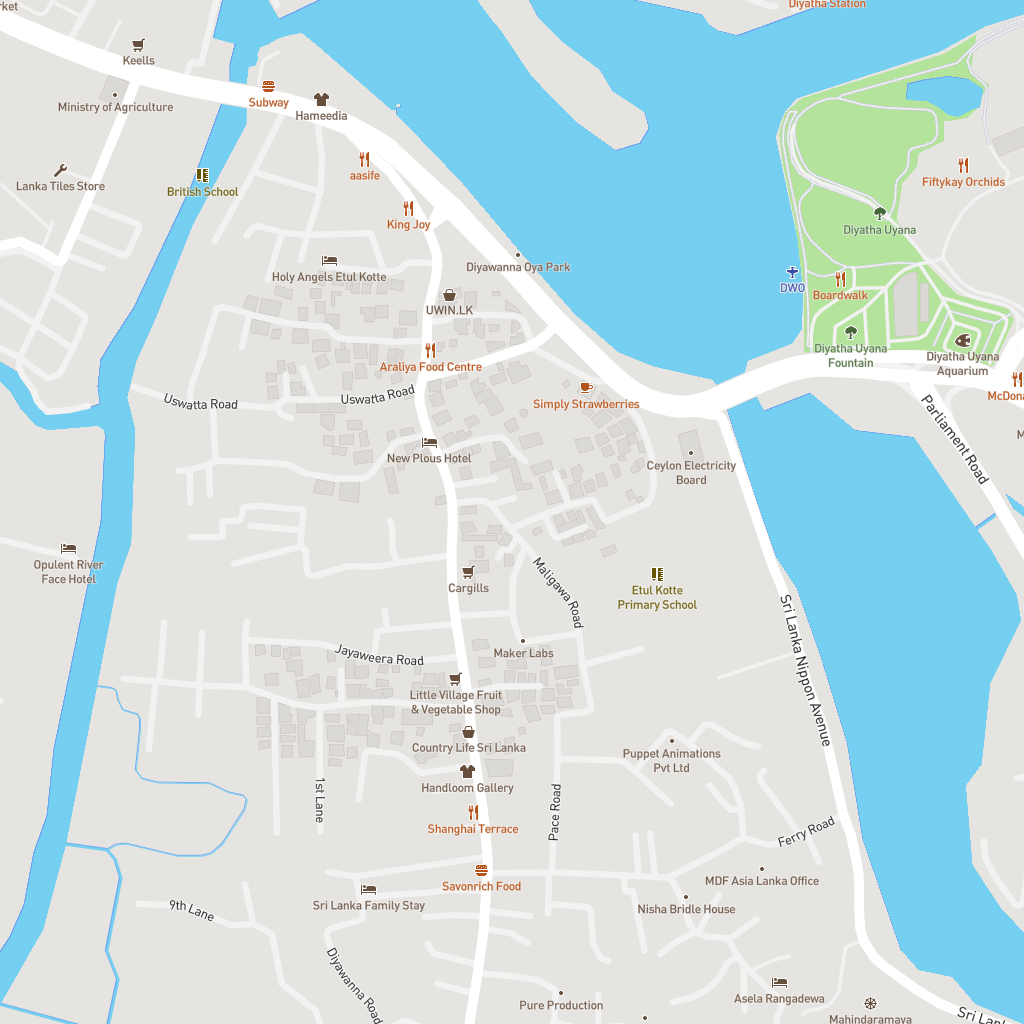 rket
Diyatha Station
Keells
Ministry of Agriculture
Subway
Hameedia
aasife
Lanka Tiles Store
British School
Fiftykay Orchids
King Joy
Diyatha Uyana
Holy Angels Etul Kotte
Diyawanna Oya Park
DWO
Boardwalk
UWIN.LK
Diyatha Uyana
Fountain
Diyatha Uyana
Aquarium
Araliya Food Centre
McDona
Uswatta Road
Uswatta Road
Simply Strawberries
Parliament Road
M
New Plous Hotel
Ceylon Electricity
Board
Opulent River
Face Hotel
Cargills
Maligawa Road
Etul Kotte
Primary School
Sri Lanka Nippon Avenue
Jayaweera Road
Maker Labs
Little Village Fruit
& Vegetable Shop
Country Life Sri Lanka
Puppet Animations
Pvt Ltd
1st Lane
Handloom Gallery
Pace Road
Shanghai Terrace
Ferry Road
Savonrich Food
MDF Asia Lanka Office
Sri Lanka Family Stay
9th Lane
Nisha Bridle House
Diyawanna Road
Asela Rangadewa
Pure Production
Mahindaramaya
Sri Lan